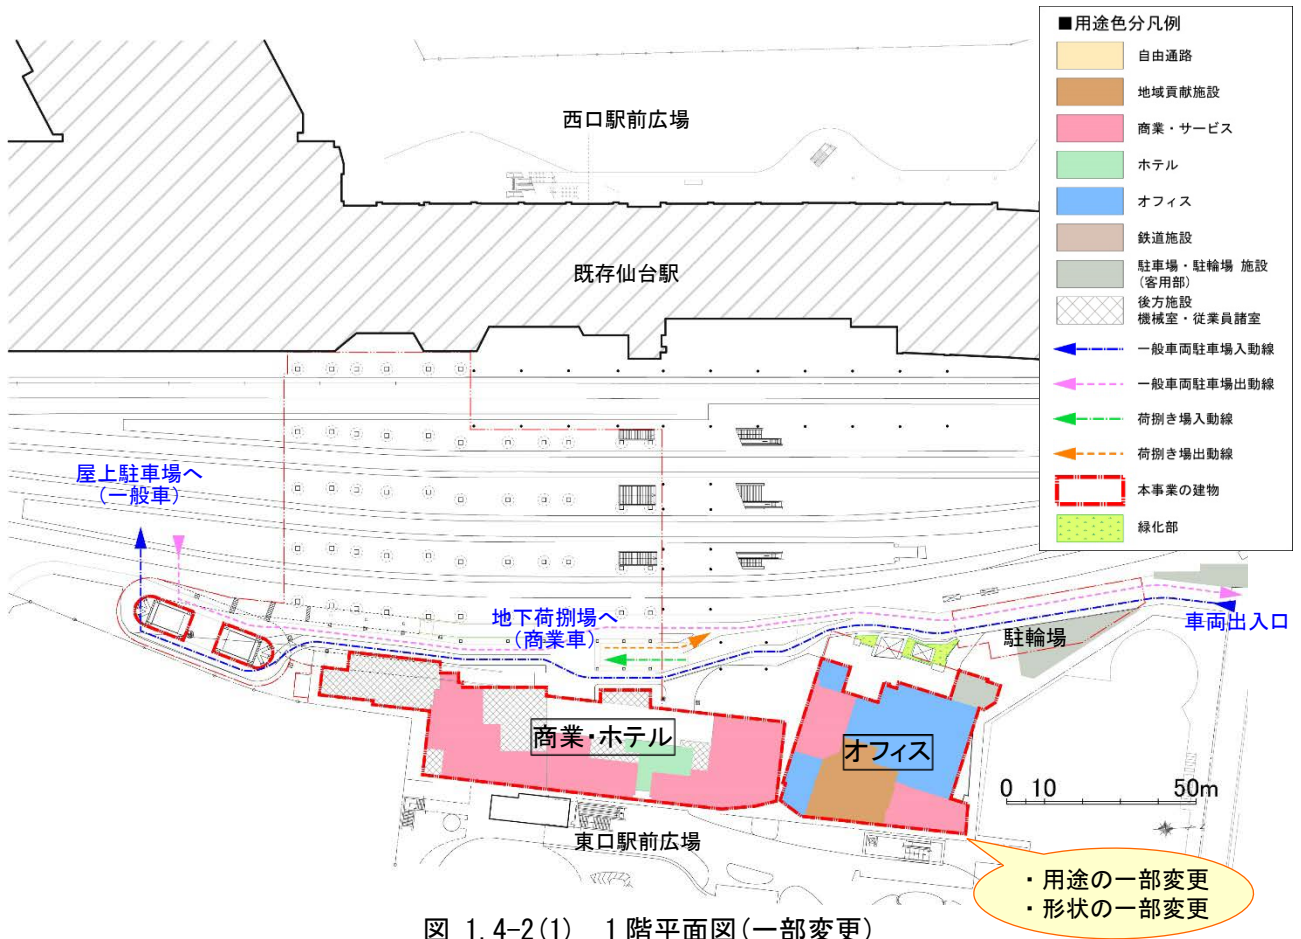 ■用途色分凡例
自由通路
地域貢献施設
商業・サービス
ホテル
オフィス
鉄道施設
駐車場・駐輪場 施設
(客用部)
後方施設
機械室・従業員諸室
一般車両駐車場入動線
一般車両駐車場出動線
荷捌き場入動線
荷捌き場出動線
本事業の建物
緑化部
西口駅前広場
既存仙台駅
屋上駐車場へ
(一般車)
地下荷捌場へ
(商業車)
車両出入口
駐輪場
商業・ホテル
オフィス
0 10 50m
東口駅前広場
・用途の一部変更
・形状の一部変更
図 1.4-2(1) 1階平面図(一部変更)